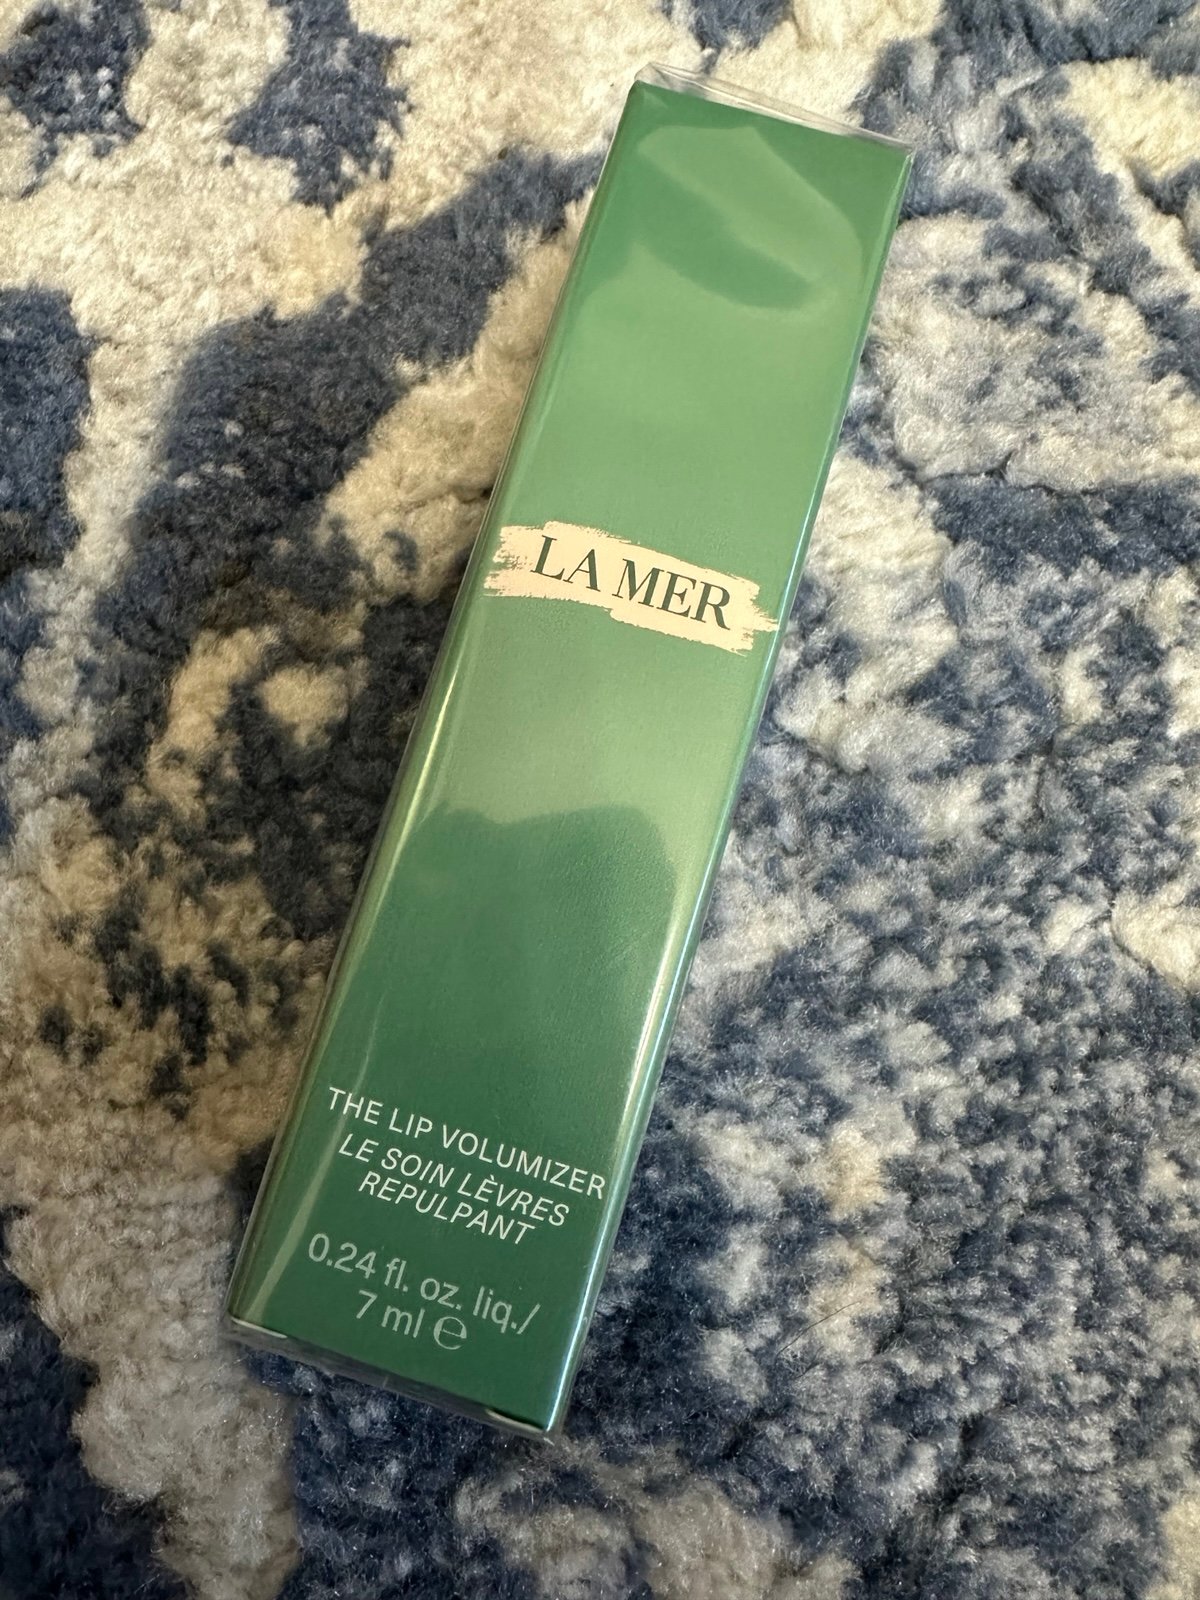 LA MER
THE LIP VOLUMIZER
LE SOIN LÈVRES
REPULPANT
0.24 fl. oz. liq./
7 ml ℮